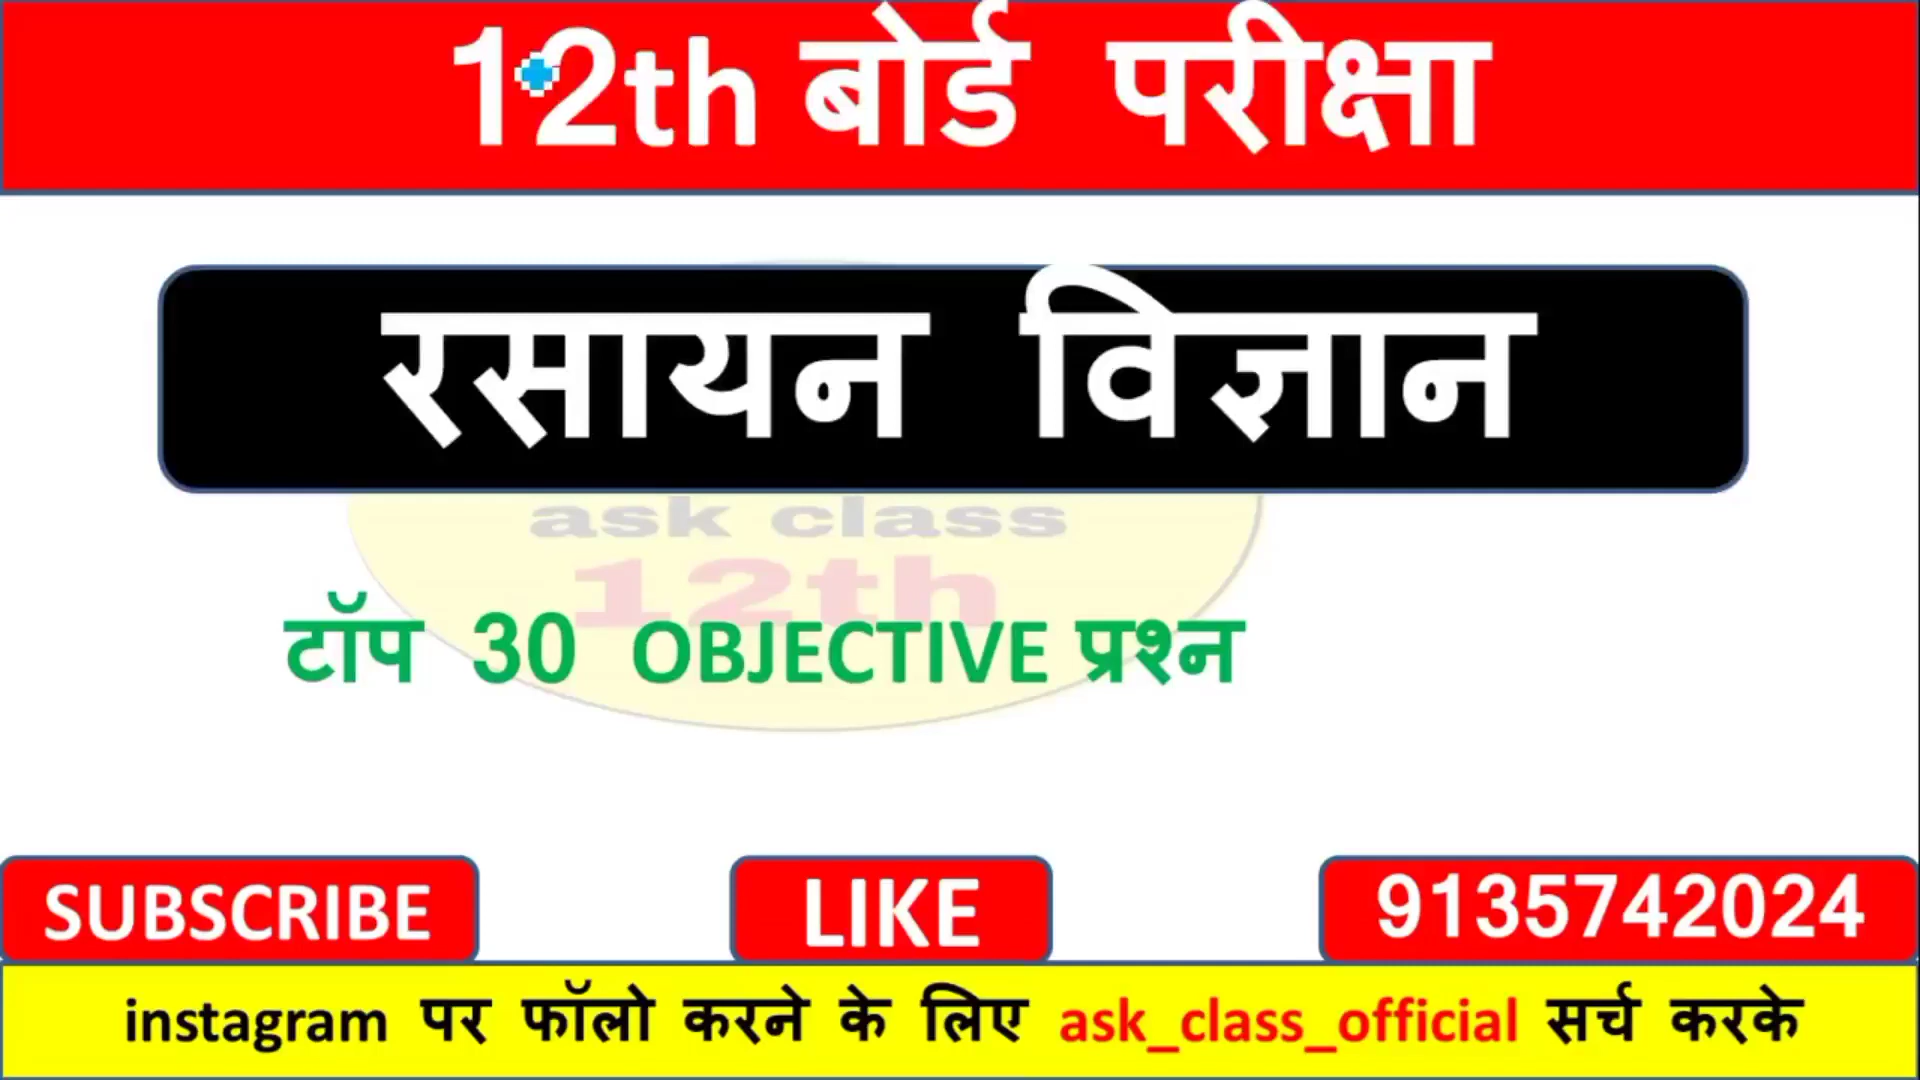 12th बोर्ड परीक्षा
रसायन विज्ञान
ask class
12th
टॉप 30 OBJECTIVE प्रश्न
SUBSCRIBE
LIKE
9135742024
instagram पर फॉलो करने के लिए ask_class_official सर्च करके